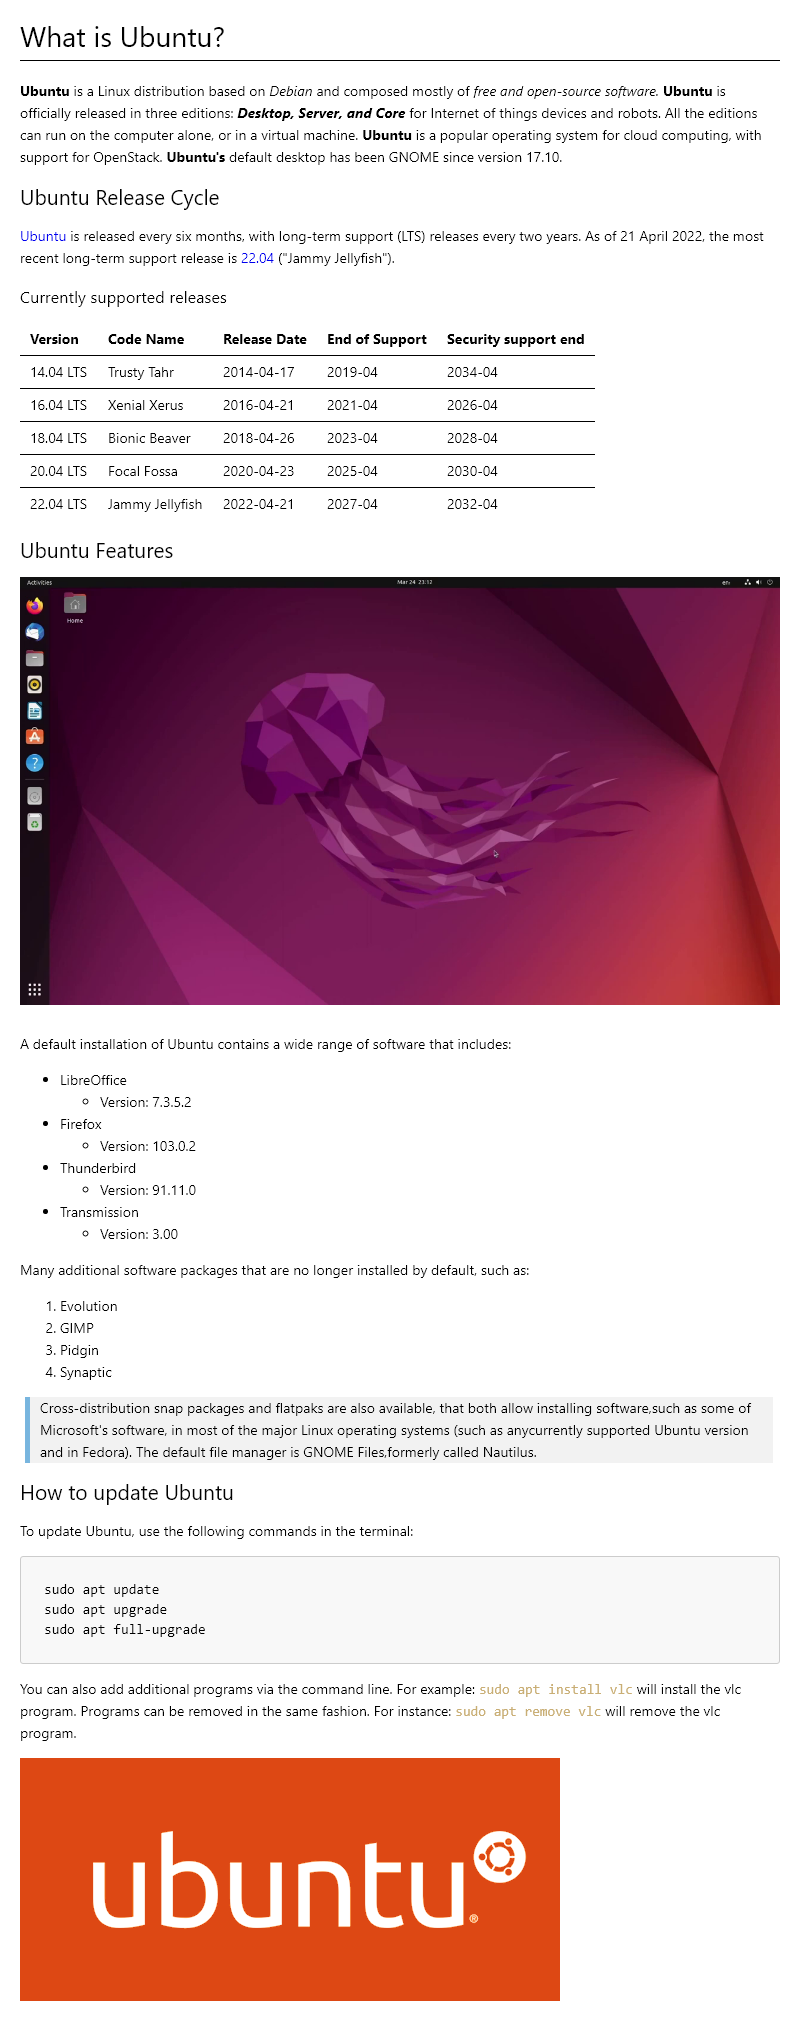 What is Ubuntu?
Ubuntu is a Linux distribution based on Debian and composed mostly of free and open-source software. Ubuntu is
officially released in three editions: Desktop, Server, and Core for Internet of things devices and robots. All the editions
can run on the computer alone, or in a virtual machine. Ubuntu is a popular operating system for cloud computing, with
support for OpenStack. Ubuntu's default desktop has been GNOME since version 17.10.
Ubuntu Release Cycle
Ubuntu is released every six months, with long-term support (LTS) releases every two years. As of 21 April 2022, the most
recent long-term support release is 22.04 ("Jammy Jellyfish").
Currently supported releases
Version Code Name Release Date End of Support Security support end
14.04 LTS Trusty Tahr 2014-04-17 2019-04 2034-04
16.04 LTS Xenial Xerus 2016-04-21 2021-04 2026-04
18.04 LTS Bionic Beaver 2018-04-26 2023-04 2028-04
20.04 LTS Focal Fossa 2020-04-23 2025-04 2030-04
22.04 LTS Jammy Jellyfish 2022-04-21 2027-04 2032-04
Ubuntu Features
Activities Mar 24 23:12 en
Home
A default installation of Ubuntu contains a wide range of software that includes:
• LibreOffice
◦ Version: 7.3.5.2
• Firefox
◦ Version: 103.0.2
• Thunderbird
◦ Version: 91.11.0
• Transmission
◦ Version: 3.00
Many additional software packages that are no longer installed by default, such as:
1. Evolution
2. GIMP
3. Pidgin
4. Synaptic
Cross-distribution snap packages and flatpaks are also available, that both allow installing software,such as some of
Microsoft's software, in most of the major Linux operating systems (such as anycurrently supported Ubuntu version
and in Fedora). The default file manager is GNOME Files,formerly called Nautilus.
How to update Ubuntu
To update Ubuntu, use the following commands in the terminal:
sudo apt update
sudo apt upgrade
sudo apt full-upgrade
You can also add additional programs via the command line. For example: sudo apt install vlc will install the vlc
program. Programs can be removed in the same fashion. For instance: sudo apt remove vlc will remove the vlc
program.
ubuntu®